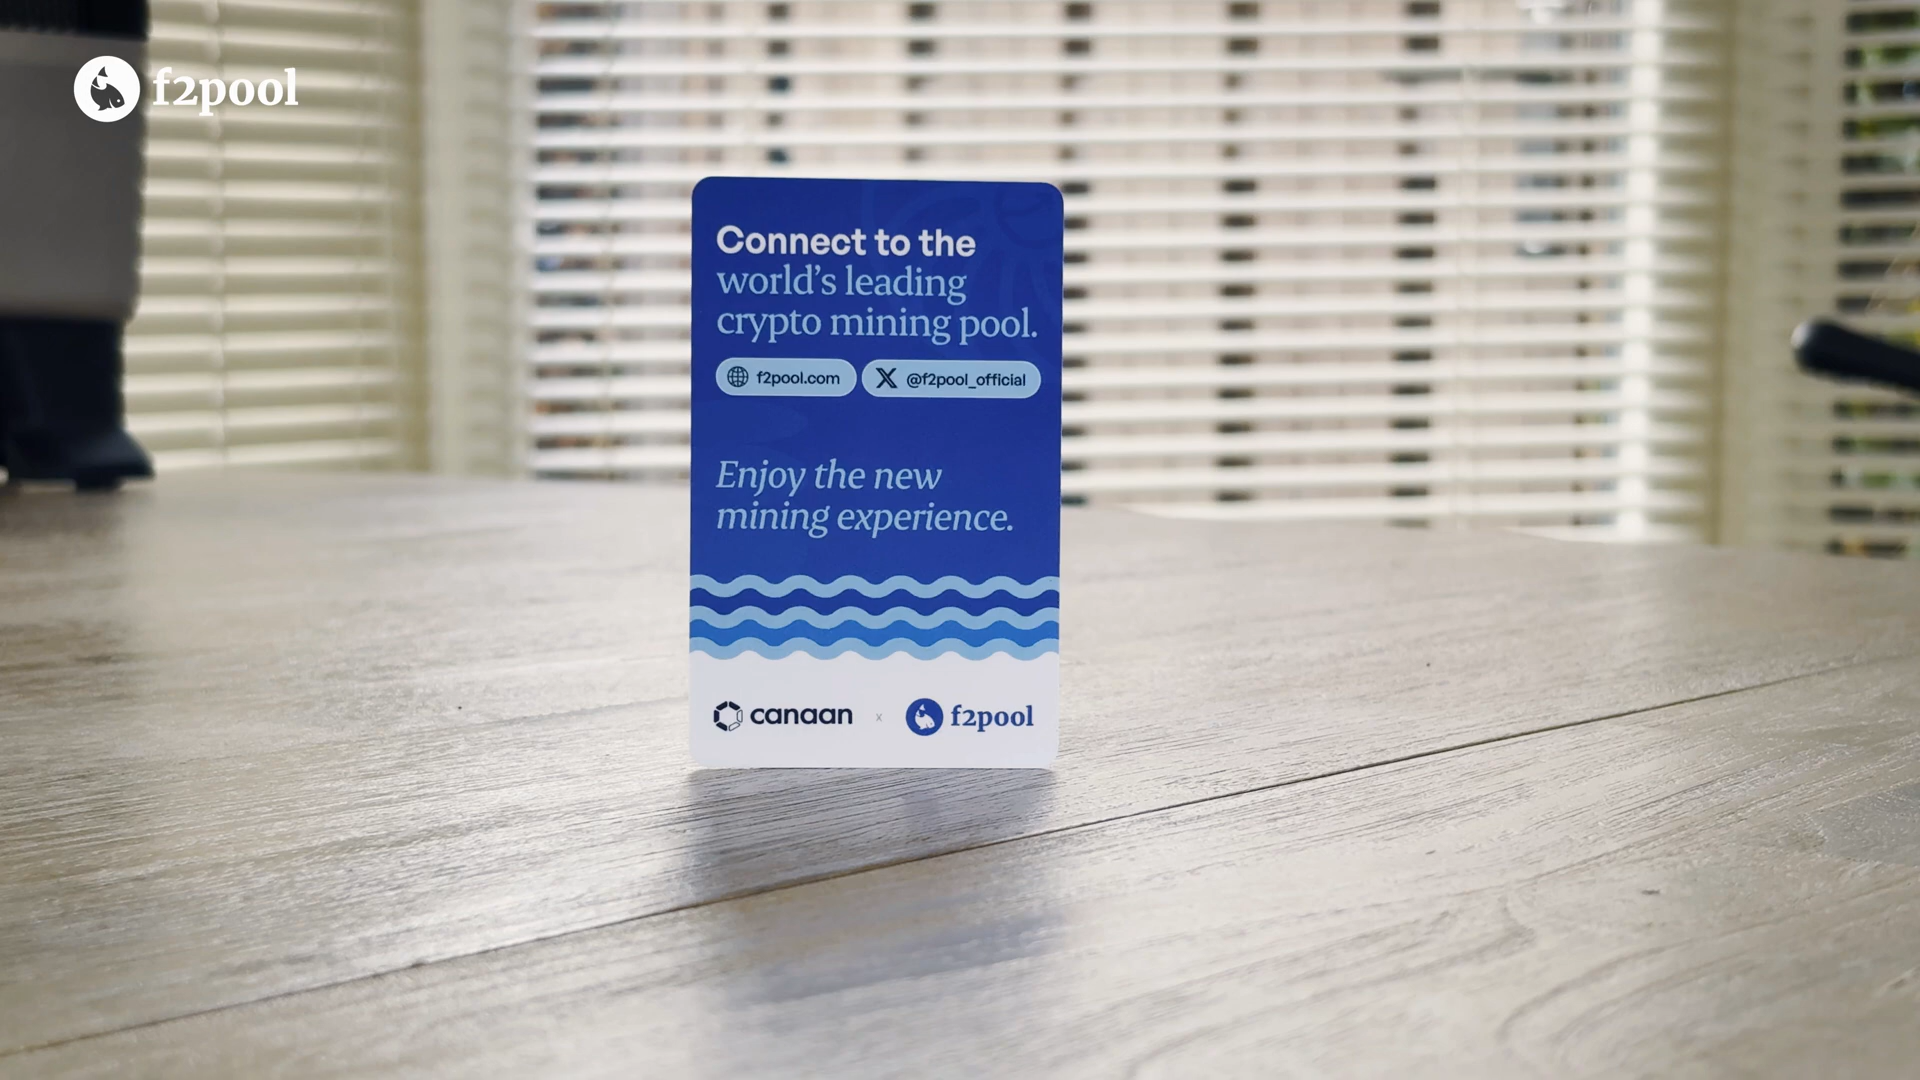 f2pool
Connect to the
world's leading
crypto mining pool.
f2pool.com @f2pool_official
Enjoy the new
mining experience.
canaan x f2pool